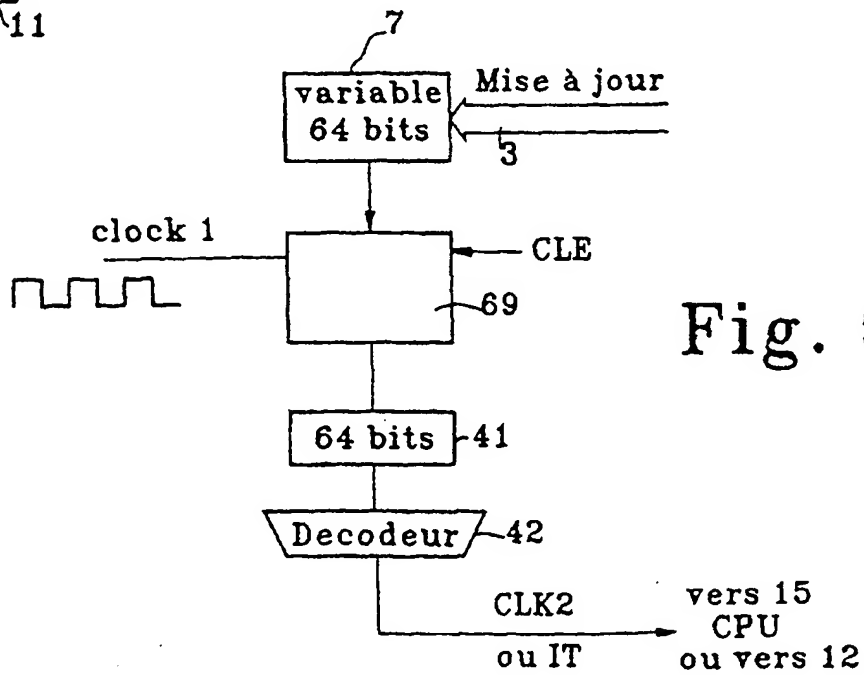 11
7
variable
64 bits
Mise à jour
3
clock 1
CLE
69
Fig.
64 bits
41
Decodeur
42
CLK2
ou IT
vers 15
CPU
ou vers 12